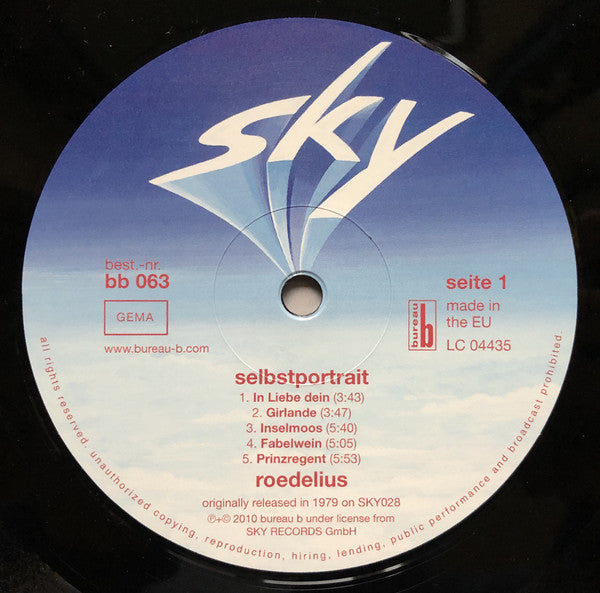 sky
best.-nr.
bb 063
GEMA
www.bureau-b.com
seite 1
bureau b
made in
the EU
LC 04435
selbstportrait
1. In Liebe dein (3:43)
2. Girlande (3:47)
3. Inselmoos (5:40)
4. Fabelwein (5:05)
5. Prinzregent (5:53)
roedelius
originally released in 1979 on SKY028
℗+© 2010 bureau b under license from
SKY RECORDS GmbH
all rights reserved. unauthorized copying, reproduction, hiring, lending, public performance and broadcast prohibited.